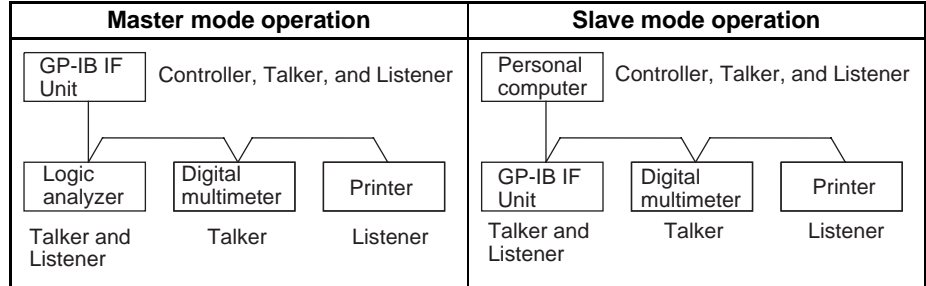 Master mode operation
Slave mode operation
GP-IB IF
Unit
Controller, Talker, and Listener
Logic
analyzer
Digital
multimeter
Printer
Talker and
Listener
Talker
Listener
Personal
computer
Controller, Talker, and Listener
GP-IB IF
Unit
Digital
multimeter
Printer
Talker and
Listener
Talker
Listener